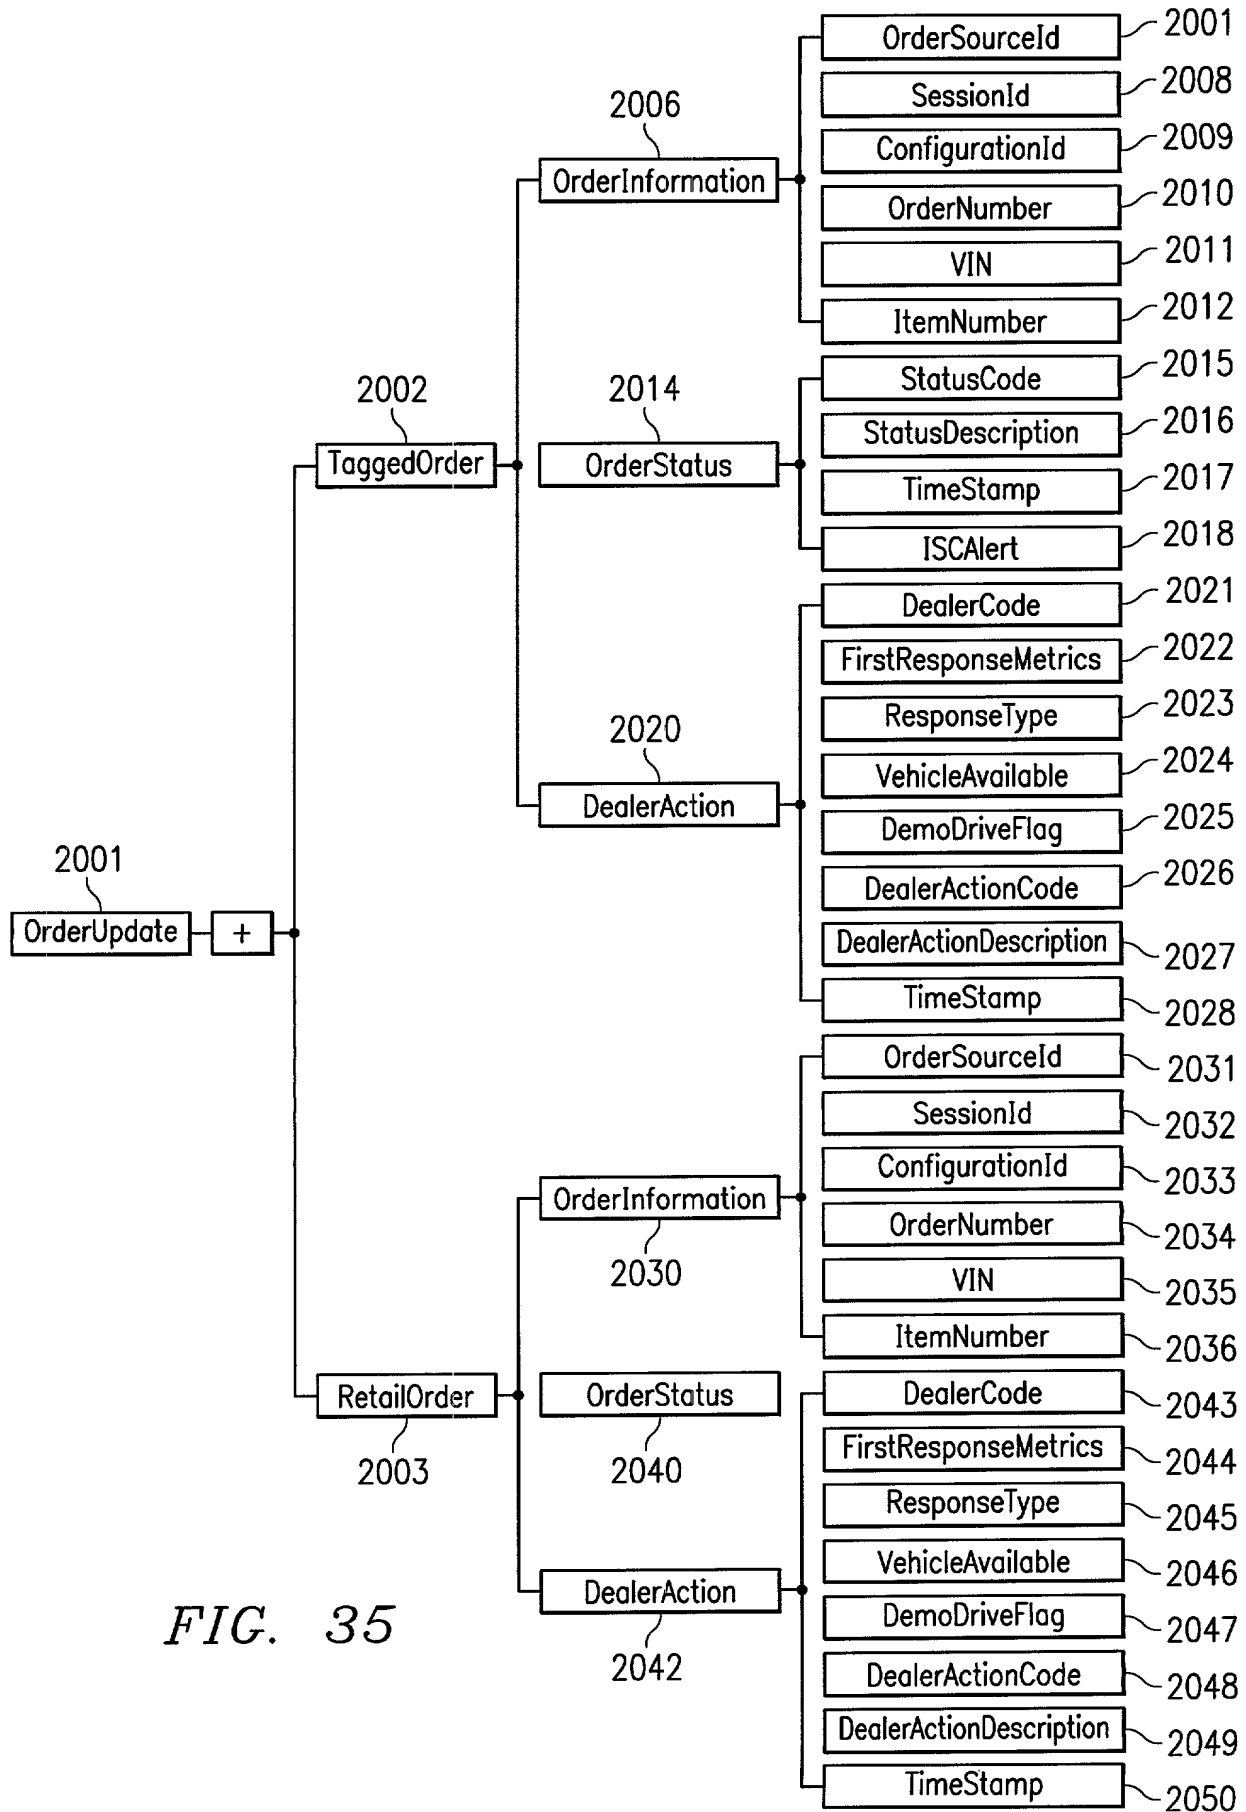 OrderSourceId 2001
SessionId 2008
2006
ConfigurationId 2009
OrderInformation
OrderNumber 2010
VIN 2011
ItemNumber 2012
StatusCode 2015
2002
2014
StatusDescription 2016
TaggedOrder
OrderStatus
TimeStamp 2017
ISCAlert 2018
DealerCode 2021
FirstResponseMetrics 2022
ResponseType 2023
2020
VehicleAvailable 2024
DealerAction
DemoDriveFlag 2025
2001
DealerActionCode 2026
OrderUpdate +
DealerActionDescription 2027
TimeStamp 2028
OrderSourceId 2031
SessionId 2032
ConfigurationId 2033
OrderInformation
OrderNumber 2034
2030
VIN 2035
ItemNumber 2036
RetailOrder
OrderStatus
DealerCode 2043
2003
2040
FirstResponseMetrics 2044
ResponseType 2045
VehicleAvailable 2046
DealerAction
DemoDriveFlag 2047
FIG. 35
2042
DealerActionCode 2048
DealerActionDescription 2049
TimeStamp 2050